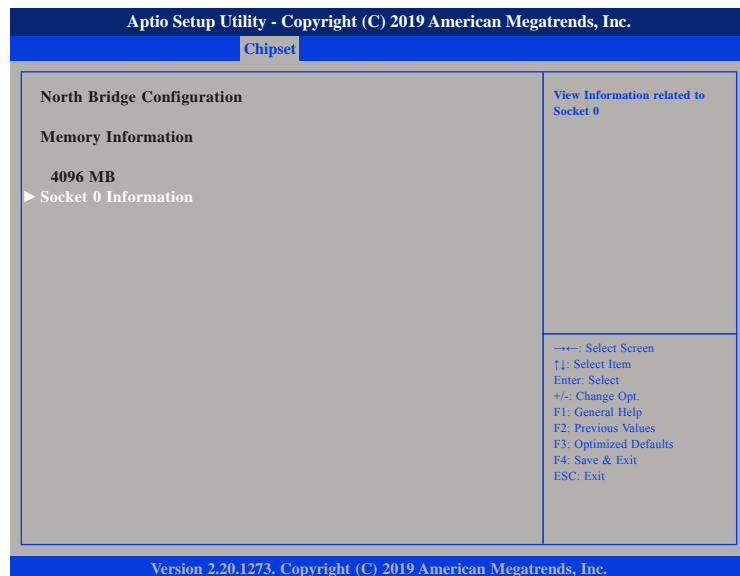 Aptio Setup Utility - Copyright (C) 2019 American Megatrends, Inc.
Chipset
North Bridge Configuration
Memory Information
4096 MB
► Socket 0 Information
View Information related to
Socket 0
→←: Select Screen
↑↓: Select Item
Enter: Select
+/-: Change Opt.
F1: General Help
F2: Previous Values
F3: Optimized Defaults
F4: Save & Exit
ESC: Exit
Version 2.20.1273. Copyright (C) 2019 American Megatrends, Inc.